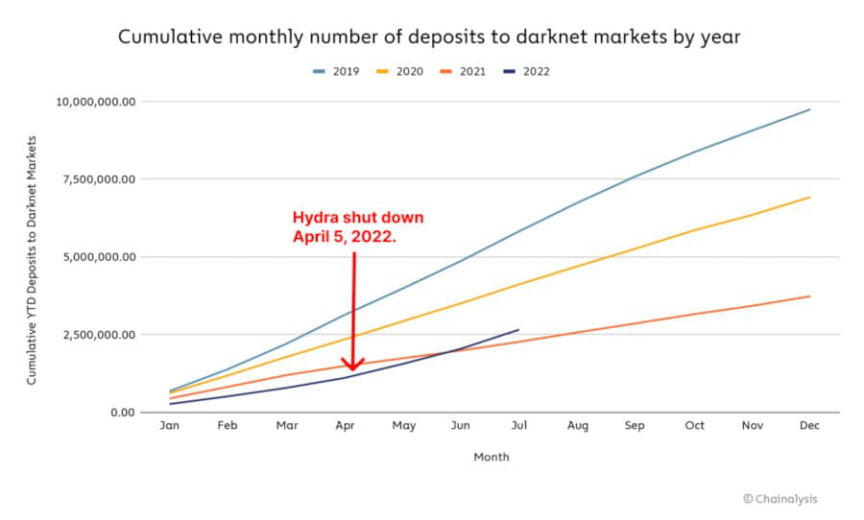 Cumulative monthly number of deposits to darknet markets by year
2019 2020 2021 2022
Cumulative YTD Deposits to Darknet Markets
10,000,000.00
7,500,000.00
5,000,000.00
2,500,000.00
0.00
Hydra shut down
April 5, 2022.
Jan Feb Mar Apr May Jun Jul Aug Sep Oct Nov Dec
Month
© Chainalysis